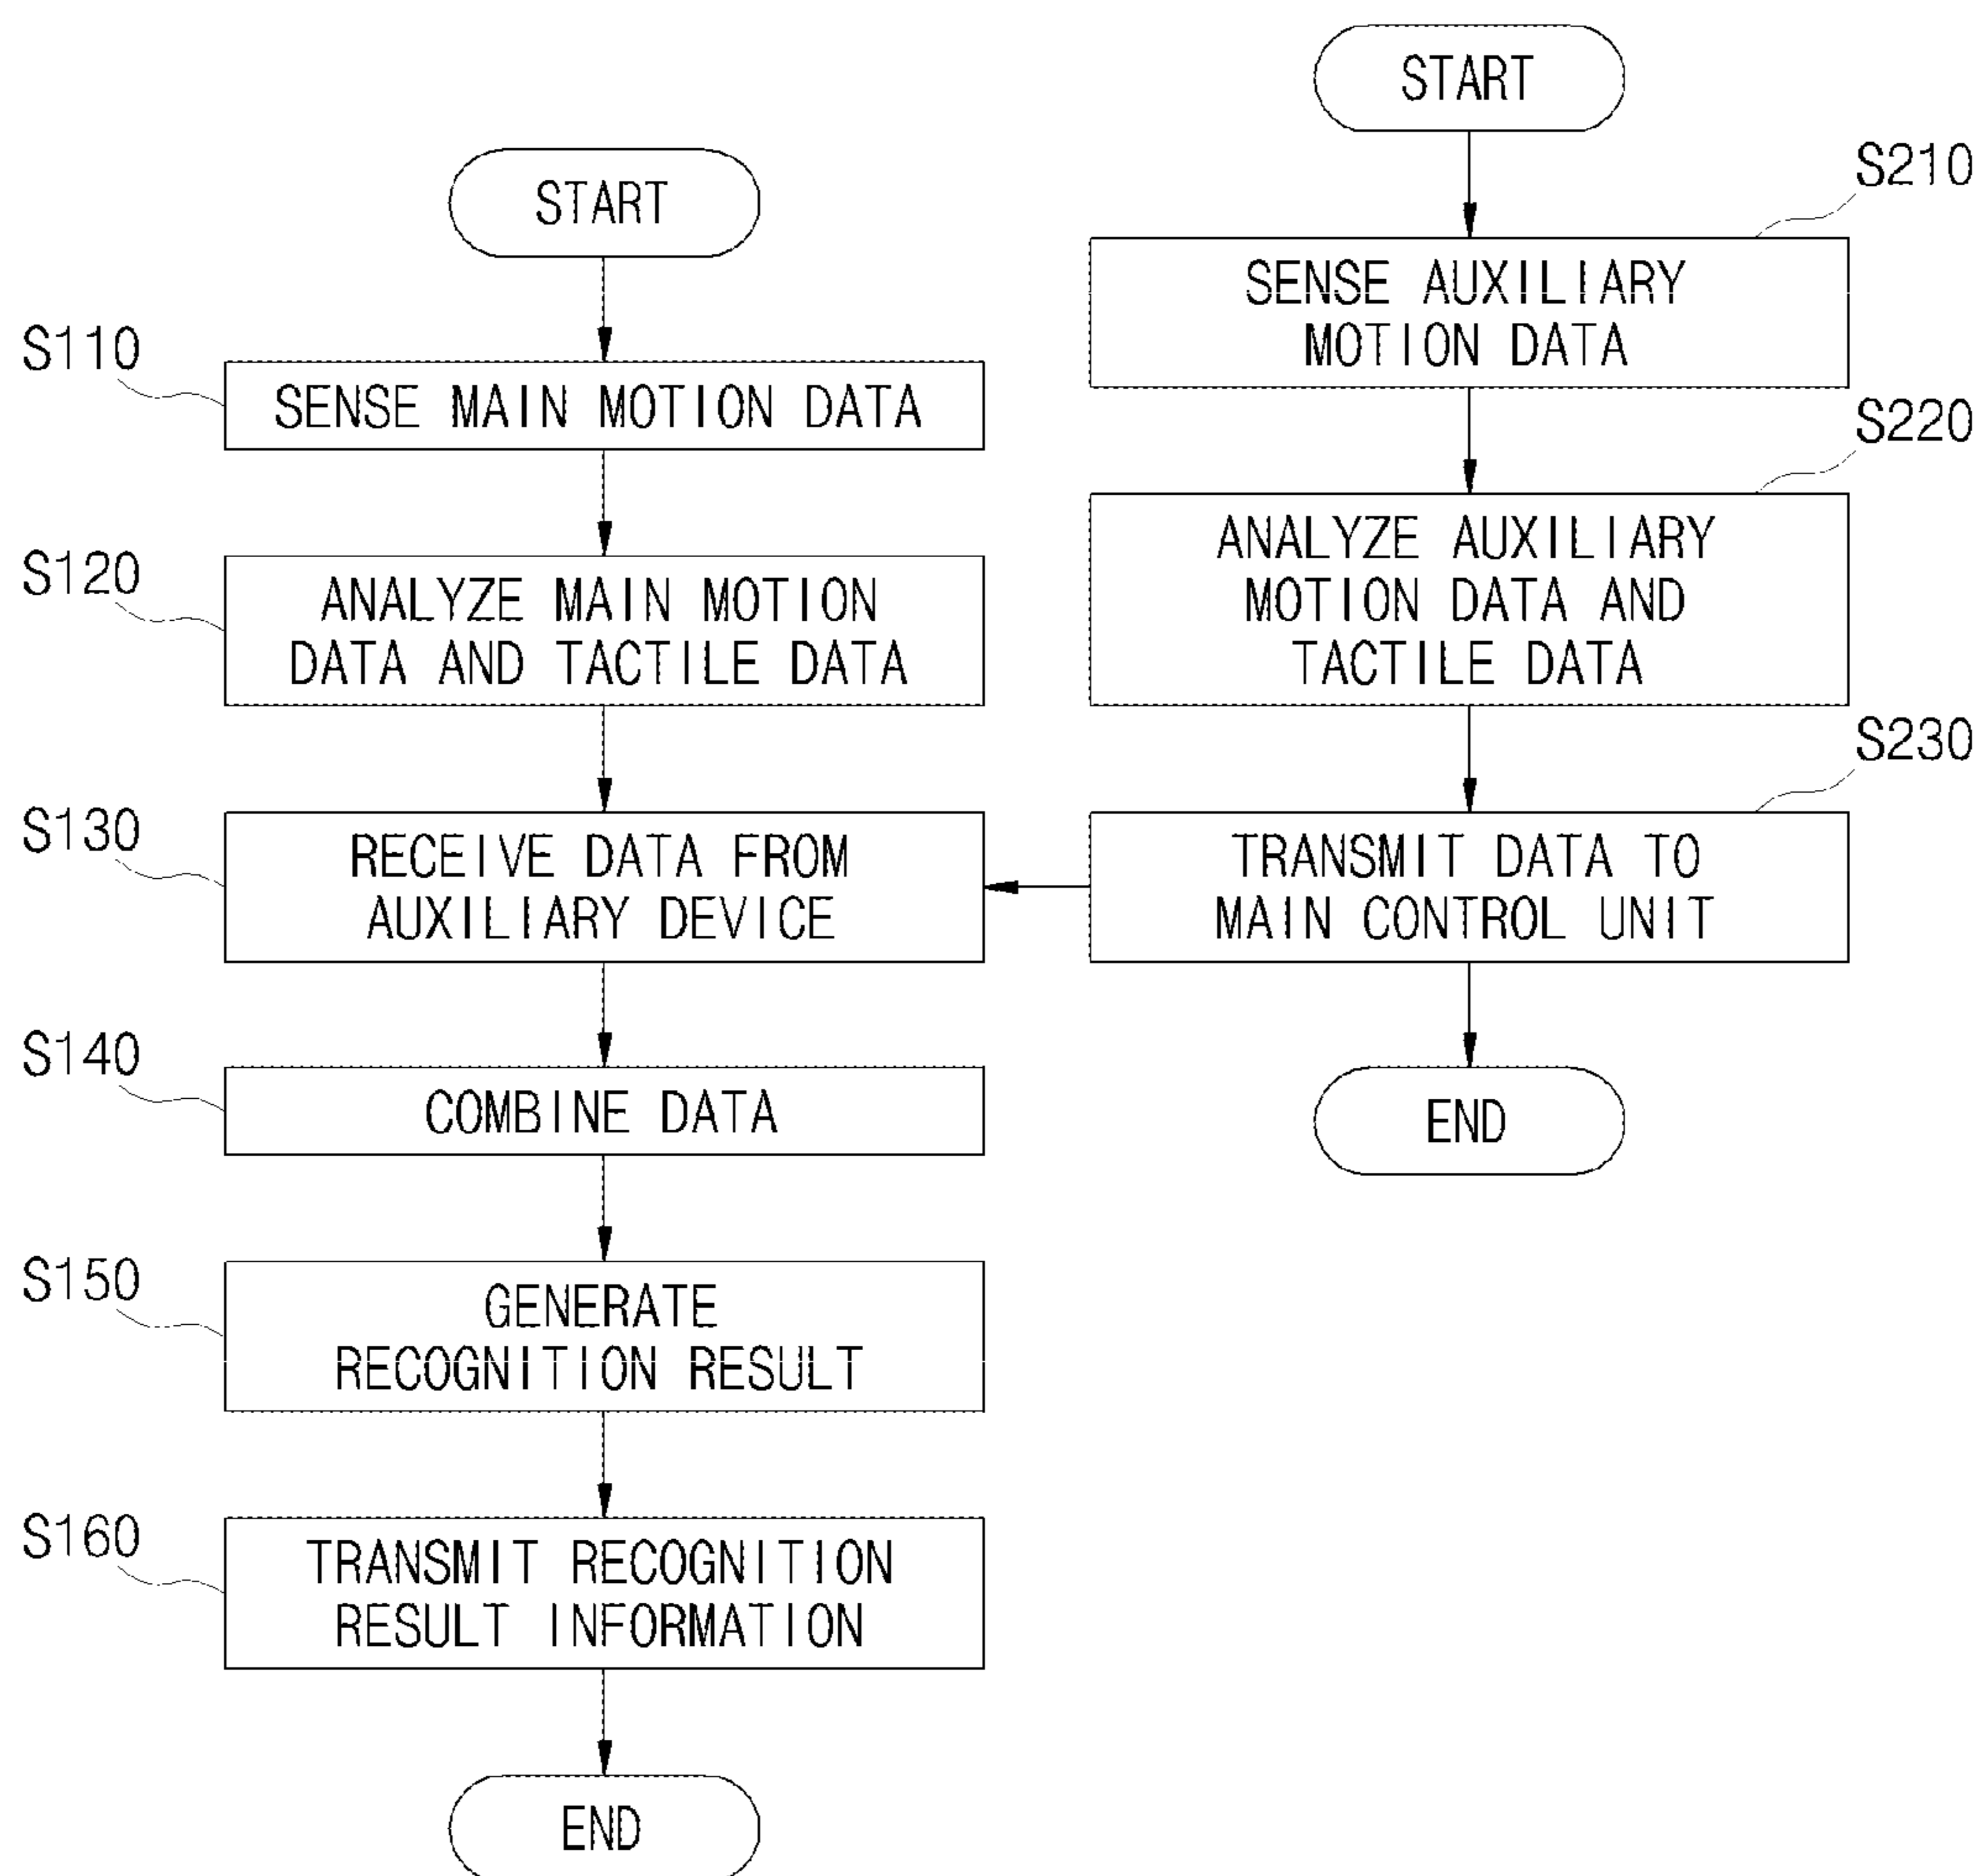 START
S110
SENSE MAIN MOTION DATA
S120
ANALYZE MAIN MOTION
DATA AND TACTILE DATA
S130
RECEIVE DATA FROM
AUXILIARY DEVICE
S140
COMBINE DATA
S150
GENERATE
RECOGNITION RESULT
S160
TRANSMIT RECOGNITION
RESULT INFORMATION
END
START
S210
SENSE AUXILIARY
MOTION DATA
S220
ANALYZE AUXILIARY
MOTION DATA AND
TACTILE DATA
S230
TRANSMIT DATA TO
MAIN CONTROL UNIT
END